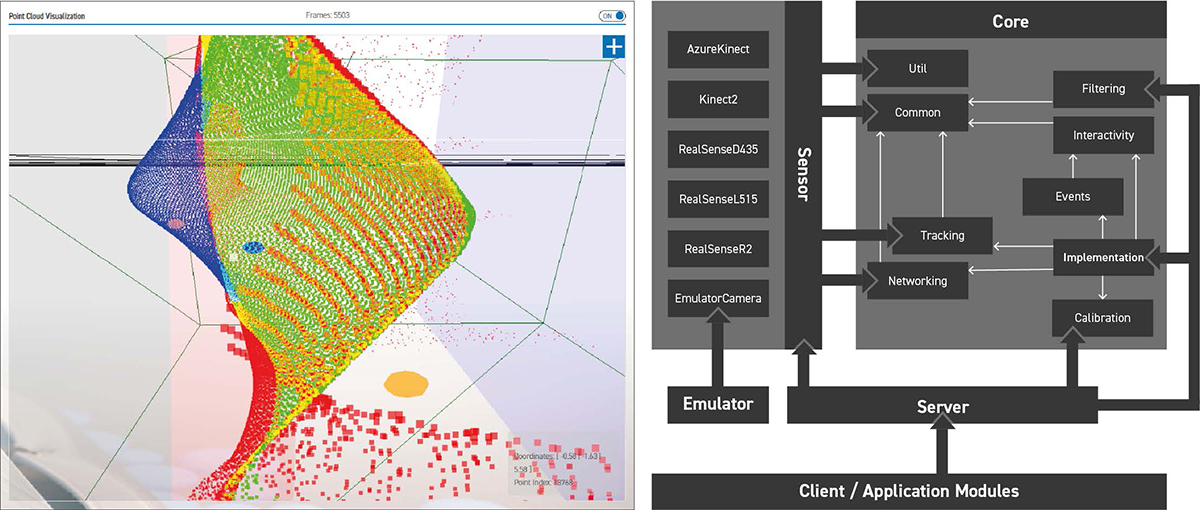 Point Cloud Visualization
Frames: 5503
ON
Coordinates: [ -0.58 | -1.63 |
5.58 ]
Point Index: 13768
AzureKinect
Kinect2
RealSenseD435
RealSenseL515
RealSenseR2
EmulatorCamera
Sensor
Core
Util
Common
Filtering
Interactivity
Events
Tracking
Implementation
Networking
Calibration
Emulator
Server
Client / Application Modules